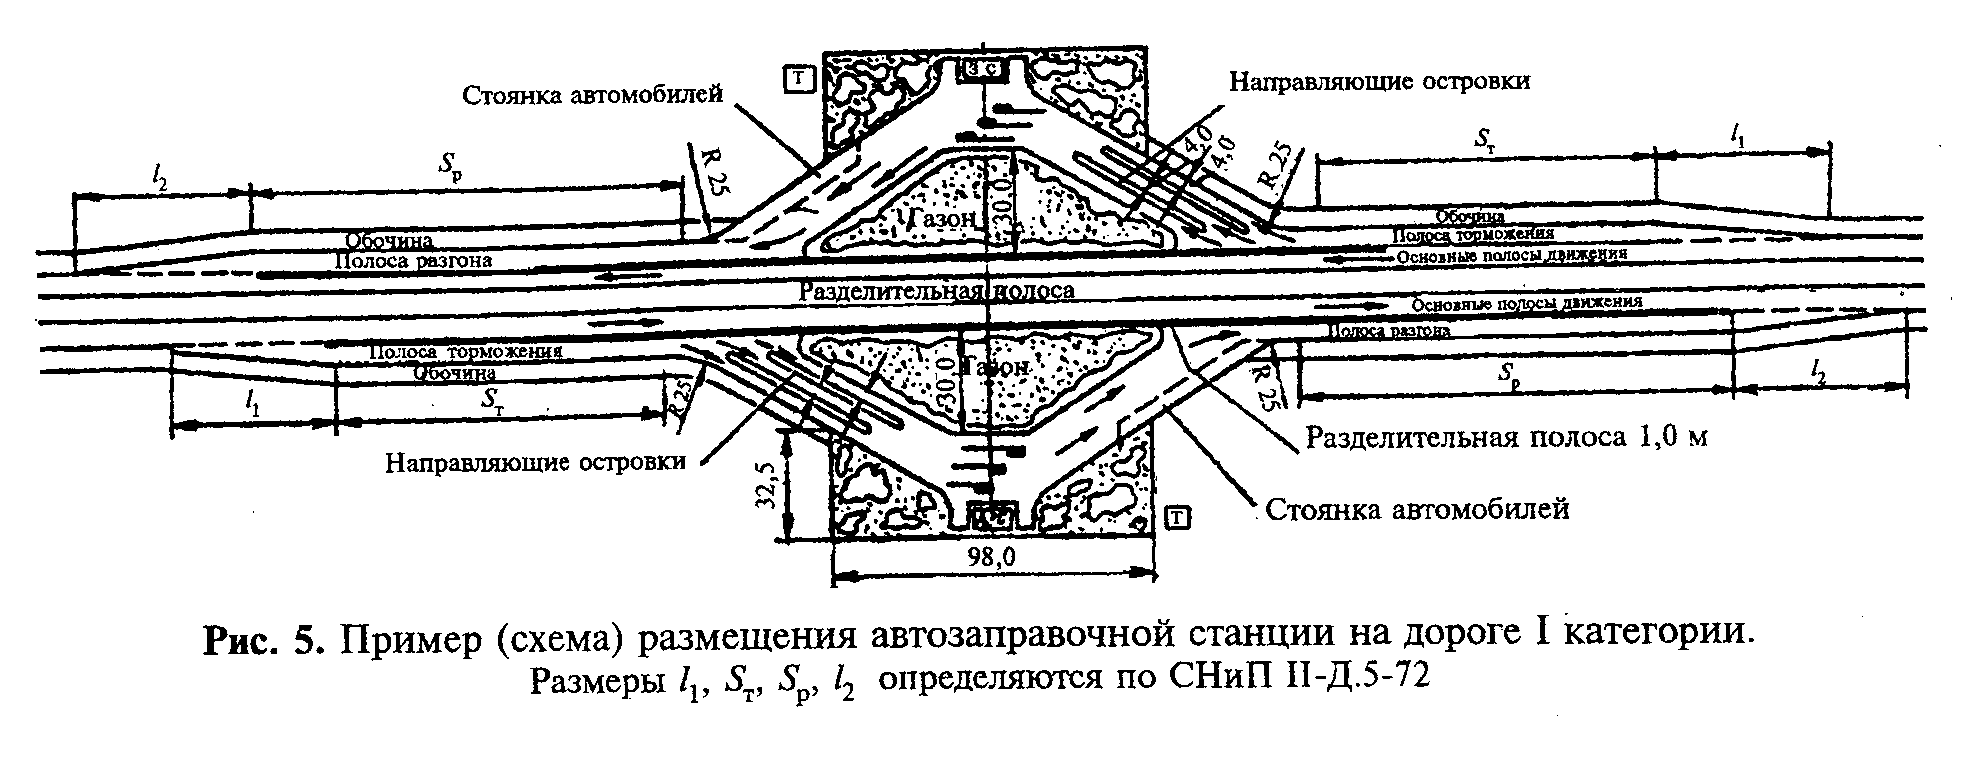 Т
З С
Стоянка автомобилей
Направляющие островки
l₂
Sр
R 25
4,0
4,0
R 25
Sт
l₁
30,0
Газон
Обочина
Обочина
Полоса разгона
Полоса торможения
Основные полосы движения
Разделительная полоса
Основные полосы движения
Полоса разгона
Полоса торможения
Обочина
Газон
30,0
R 25
R 25
l₁
Sт
Sр
l₂
Разделительная полоса 1,0 м
Направляющие островки
32,5
Стоянка автомобилей
Т
98,0
Рис. 5. Пример (схема) размещения автозаправочной станции на дороге I категории.
Размеры l₁, Sт, Sр, l₂ определяются по СНиП II-Д.5-72